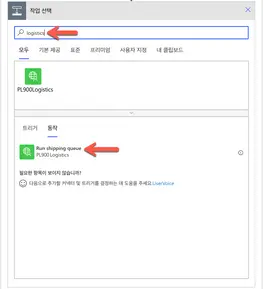 작업 선택
logistics
모두 기본 제공 표준 프리미엄 사용자 지정 내 클립보드
PL900Logistics
트리거 동작
Run shipping queue
PL900 Logistics
필요한 항목이 보이지 않습니까?
다음으로 추가할 커넥터 및 트리거를 결정하는 데 도움을 주세요 UserVoice